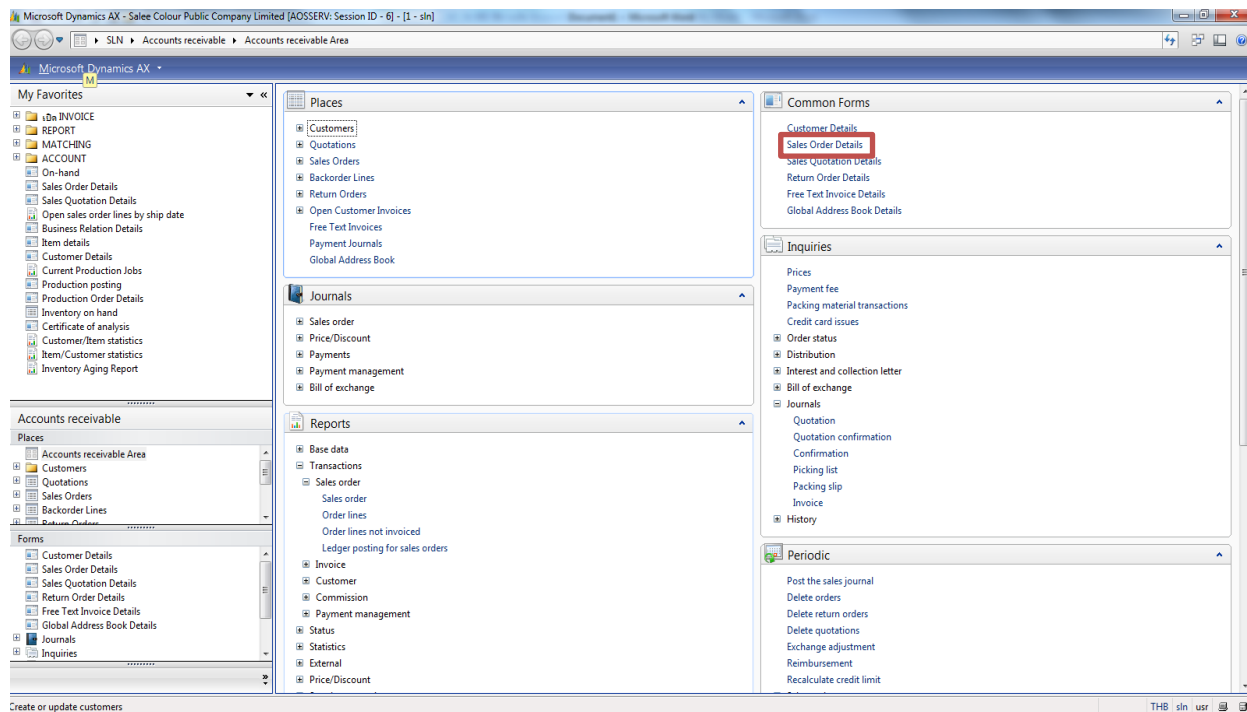 Microsoft Dynamics AX - Salee Colour Public Company Limited [AOSSERV: Session ID - 6] - [1 - sln]
SLN Accounts receivable Accounts receivable Area
Microsoft Dynamics AX
M
My Favorites
เปิด INVOICE
REPORT
MATCHING
ACCOUNT
On-hand
Sales Order Details
Sales Quotation Details
Open sales order lines by ship date
Business Relation Details
Item details
Customer Details
Current Production Jobs
Production posting
Production Order Details
Inventory on hand
Certificate of analysis
Customer/Item statistics
Item/Customer statistics
Inventory Aging Report
Accounts receivable
Places
Accounts receivable Area
Customers
Quotations
Sales Orders
Backorder Lines
Return Orders
Forms
Customer Details
Sales Order Details
Sales Quotation Details
Return Order Details
Free Text Invoice Details
Global Address Book Details
Journals
Inquiries
Places
Customers
Quotations
Sales Orders
Backorder Lines
Return Orders
Open Customer Invoices
Free Text Invoices
Payment Journals
Global Address Book
Journals
Sales order
Price/Discount
Payments
Payment management
Bill of exchange
Reports
Base data
Transactions
Sales order
Sales order
Order lines
Order lines not invoiced
Ledger posting for sales orders
Invoice
Customer
Commission
Payment management
Status
Statistics
External
Price/Discount
Common Forms
Customer Details
Sales Order Details
Sales Quotation Details
Return Order Details
Free Text Invoice Details
Global Address Book Details
Inquiries
Prices
Payment fee
Packing material transactions
Credit card issues
Order status
Distribution
Interest and collection letter
Bill of exchange
Journals
Quotation
Quotation confirmation
Confirmation
Picking list
Packing slip
Invoice
History
Periodic
Post the sales journal
Delete orders
Delete return orders
Delete quotations
Exchange adjustment
Reimbursement
Recalculate credit limit
Create or update customers
THB sln usr